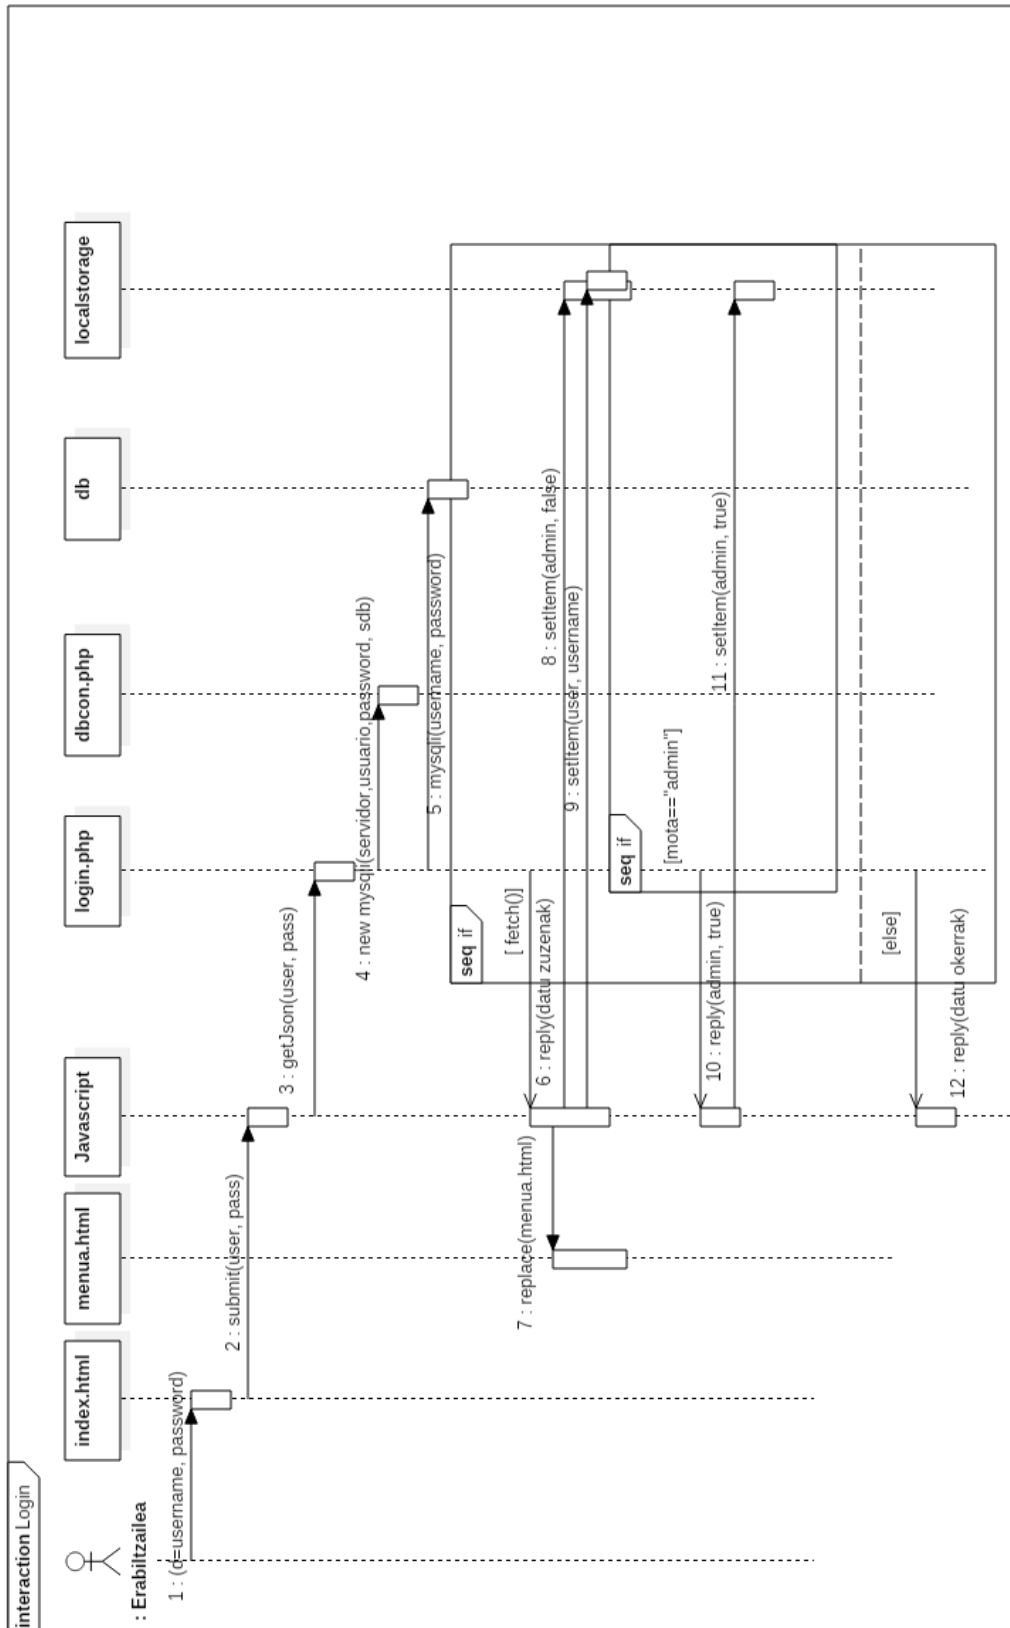 interaction Login
: Erabiltzailea
index.html
menua.html
Javascript
login.php
dbcon.php
db
localstorage
1 : (d=username, password)
2 : submit(user, pass)
3 : getJson(user, pass)
4 : new mysqli(servidor,usuario,password, sdb)
5 : mysqli(username, password)
seq if
[ fetch()]
6 : reply(datu zuzenak)
7 : replace(menua.html)
8 : setItem(admin, false)
9 : setItem(user, username)
seq if
[mota=="admin"]
10 : reply(admin, true)
11 : setItem(admin, true)
[else]
12 : reply(datu okerrak)